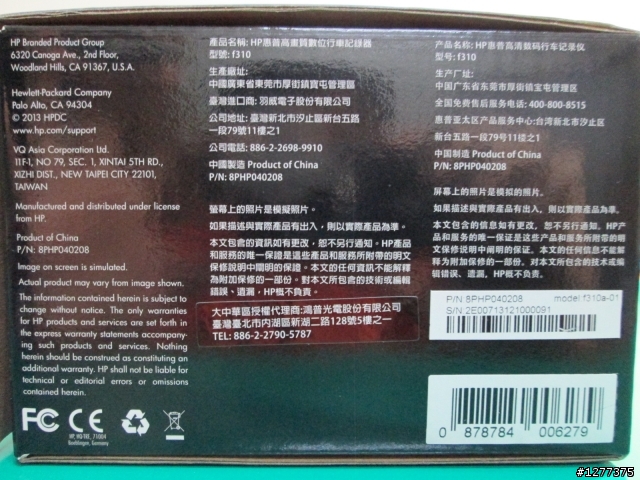 HP Branded Product Group
6320 Canoga Ave., 2nd Floor,
Woodland Hills, CA 91367, U.S.A.
Hewlett-Packard Company
Palo Alto, CA 94304
© 2013 HPDC
www.hp.com/support
VQ Asia Corporation Ltd.
11F-1, NO 79, SEC. 1, XINTAI 5TH RD.,
XIZHI DIST., NEW TAIPEI CITY 22101,
TAIWAN
Manufactured and distributed under license
from HP.
Product of China
P/N: 8PHP040208
Image on screen is simulated.
Actual product may vary from image shown.
The information contained herein is subject to
change without notice. The only warranties
for HP products and services are set forth in
the express warranty statements accompany-
ing such products and services. Nothing
herein should be construed as constituting an
additional warranty. HP shall not be liable for
technical or editorial errors or omissions
contained herein.
FC CE
HP, HQ-TRE, 71004
Boeblingen, Germany
產品名稱: HP惠普高畫質數位行車記錄器
型號: f310
生產廠址:
中國廣東省東莞市厚街鎮寶屯管理區
臺灣進口商: 羽威電子股份有限公司
公司地址: 臺灣新北市汐止區新台五路
一段79號11樓之1
公司電話: 886-2-2698-9910
中國製造 Product of China
P/N: 8PHP040208
螢幕上的照片是模擬照片。
如果描述與實際產品有出入，則以實際產品為準。
本文包含的資訊如有更改，恕不另行通知。HP產品
和服務的唯一保證是這些產品和服務所附帶的明文
保修說明中闡明的保證。本文的任何資訊不能解釋
為附加保修的一部份。對本文所包含的技術或編輯
錯誤、遺漏，HP概不負責。
大中華區授權代理商:鴻普光電股份有限公司
臺灣臺北市內湖區新湖二路128號5樓之一
TEL: 886-2-2790-5787
产品名称: HP惠普高清数码行车记录仪
型号: f310
生产厂址:
中国广东省东莞市厚街镇宝屯管理区
全国免费售后服务电话: 400-800-8515
惠普亚太区产品服务中心:台湾新北市汐止区
新台五路一段79号11楼之1
中国制造 Product of China
P/N: 8PHP040208
屏幕上的照片是模拟的照片。
如果描述與實際產品有出入，則以實際產品為準。
本文包含的信息如有更改，恕不另行通知。HP产
品和服务的唯一保证是这些产品和服务所附带的明
文保修说明中阐明的保证。本文的任何信息不能解
释为附加保修的一部分。对本文所包含的技术或编
辑错误、遗漏，HP概不负责。
P/N 8PHP040208 model f310a-01
S/N: 2E00713121000091
0 878784 006279
#1277375